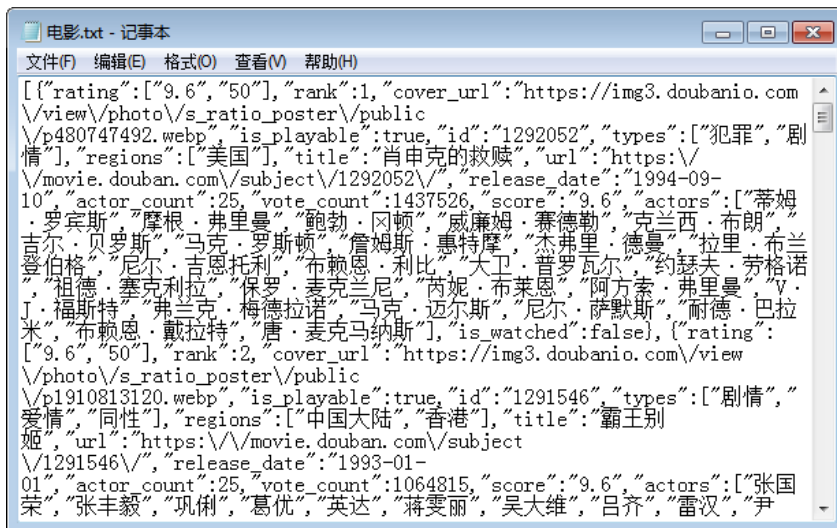 电影.txt - 记事本
文件(F) 编辑(E) 格式(O) 查看(V) 帮助(H)
[{"rating":["9.6","50"],"rank":1,"cover_url":"https://img3.doubanio.com
\/view\/photo\/s_ratio_poster\/public
\/p480747492.webp","is_playable":true,"id":"1292052","types":["犯罪","剧
情"],"regions":["美国"],"title":"肖申克的救赎","url":"https:\/
\/movie.douban.com\/subject\/1292052\/","release_date":"1994-09-
10","actor_count":25,"vote_count":1437526,"score":"9.6","actors":["蒂姆
·罗宾斯","摩根·弗里曼","鲍勃·冈顿","威廉姆·赛德勒","克兰西·布朗","
吉尔·贝罗斯","马克·罗斯顿","詹姆斯·惠特摩","杰弗里·德曼","拉里·布兰
登伯格","尼尔·吉恩托利","布赖恩·利比","大卫·普罗瓦尔","约瑟夫·劳格诺
","祖德·塞克利拉","保罗·麦克兰尼","芮妮·布莱恩","阿方索·弗里曼","V·
J·福斯特","弗兰克·梅德拉诺","马克·迈尔斯","尼尔·萨默斯","耐德·巴拉
米","布赖恩·戴拉特","唐·麦克马纳斯"],"is_watched":false},{"rating":
["9.6","50"],"rank":2,"cover_url":"https://img3.doubanio.com\/view
\/photo\/s_ratio_poster\/public
\/p1910813120.webp","is_playable":true,"id":"1291546","types":["剧情","
爱情","同性"],"regions":["中国大陆","香港"],"title":"霸王别
姬","url":"https:\/\/movie.douban.com\/subject
\/1291546\/","release_date":"1993-01-
01","actor_count":25,"vote_count":1064815,"score":"9.6","actors":["张国
荣","张丰毅","巩俐","葛优","英达","蒋雯丽","吴大维","吕齐","雷汉","尹